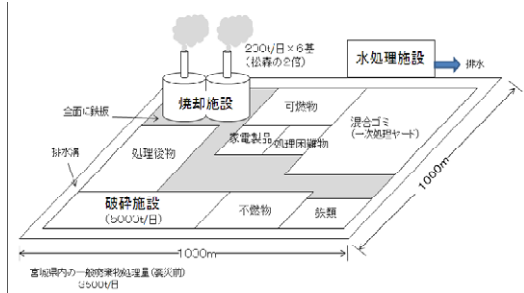 200t/日×6基
(松森の2倍)
水処理施設
排水
焼却施設
全面に鉄板
可燃物
混合ゴミ
(一次処理ヤード)
家電製品
処理困難物
排水溝
処理後物
1000m
破砕施設
(5000t/日)
不燃物
畳類
1000m
宮城県内の一般廃棄物処理量(震災前)
3500t/日